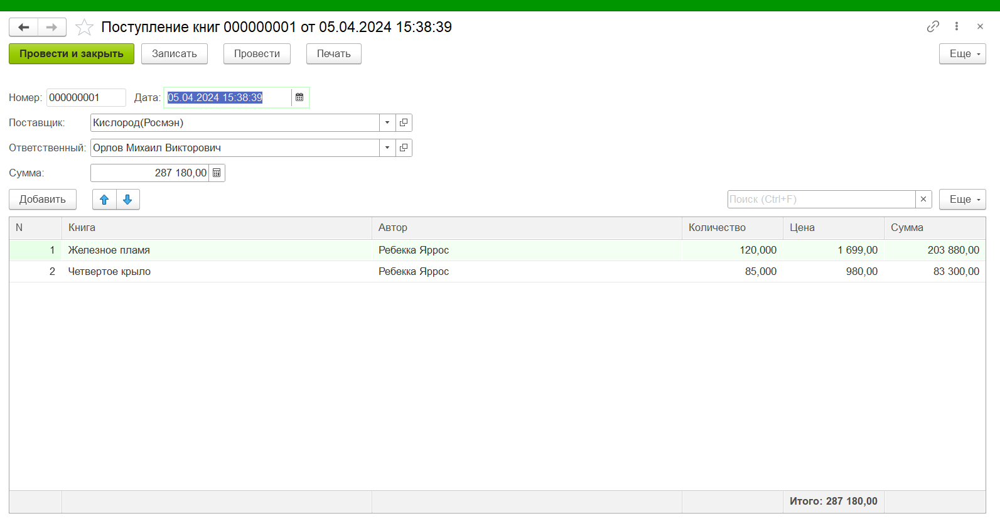 Поступление книг 000000001 от 05.04.2024 15:38:39
Провести и закрыть Записать Провести Печать Еще
Номер: 000000001 Дата: 05.04.2024 15:38:39
Поставщик: Кислород(Росмэн)
Ответственный: Орлов Михаил Викторович
Сумма: 287 180,00
Добавить Поиск (Ctrl+F) × Еще
N Книга Автор Количество Цена Сумма
1 Железное пламя Ребекка Яррос 120,000 1 699,00 203 880,00
2 Четвертое крыло Ребекка Яррос 85,000 980,00 83 300,00
Итого: 287 180,00